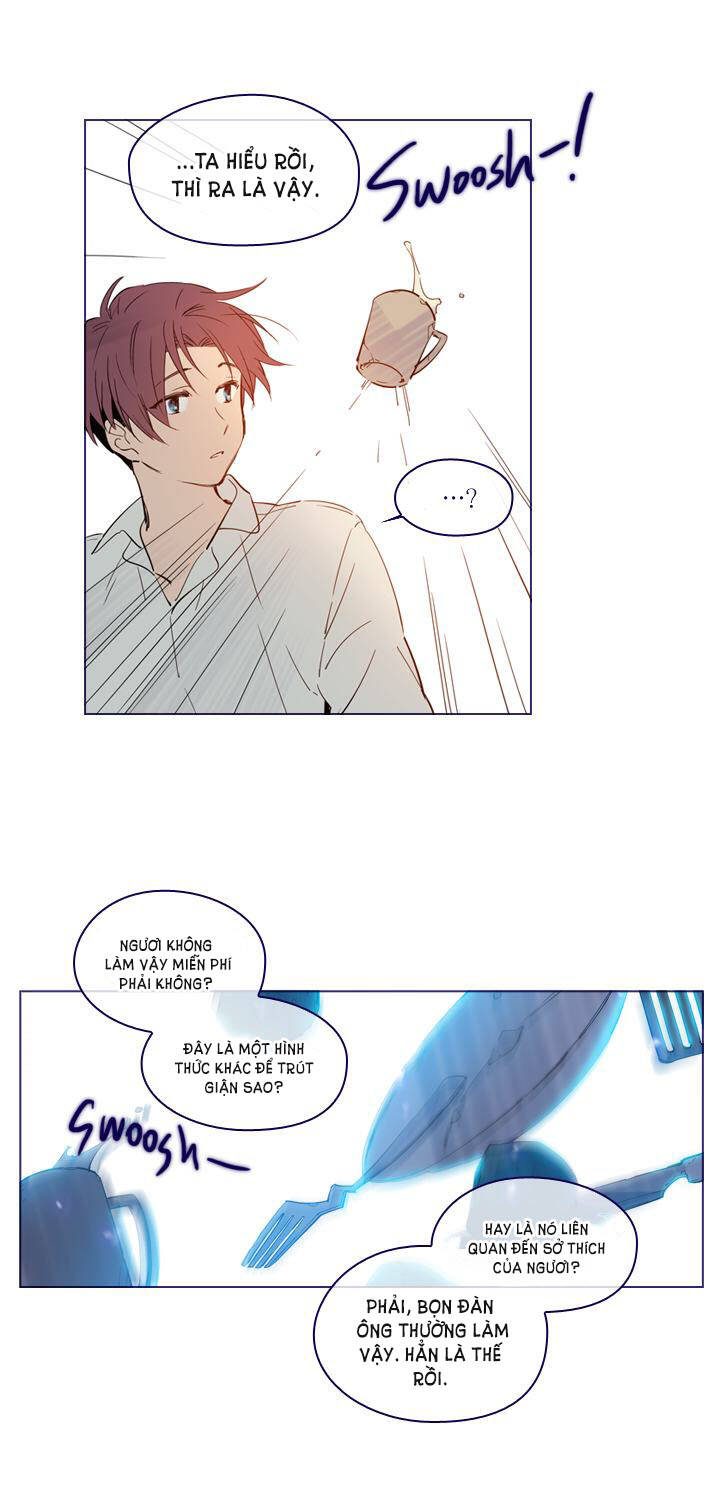 ...TA HIỂU RỒI,
THÌ RA LÀ VẬY.
Swoosh-!
...?
NGƯƠI KHÔNG
LÀM VẬY MIỄN PHÍ
PHẢI KHÔNG?
ĐÂY LÀ MỘT HÌNH
THỨC KHÁC ĐỂ TRÚT
GIẬN SAO?
Swoosh-
HAY LÀ NÓ LIÊN
QUAN ĐẾN SỞ THÍCH
CỦA NGƯƠI?
PHẢI, BỌN ĐÀN
ÔNG THƯỜNG LÀM
VẬY. HẲN LÀ THẾ
RỒI.